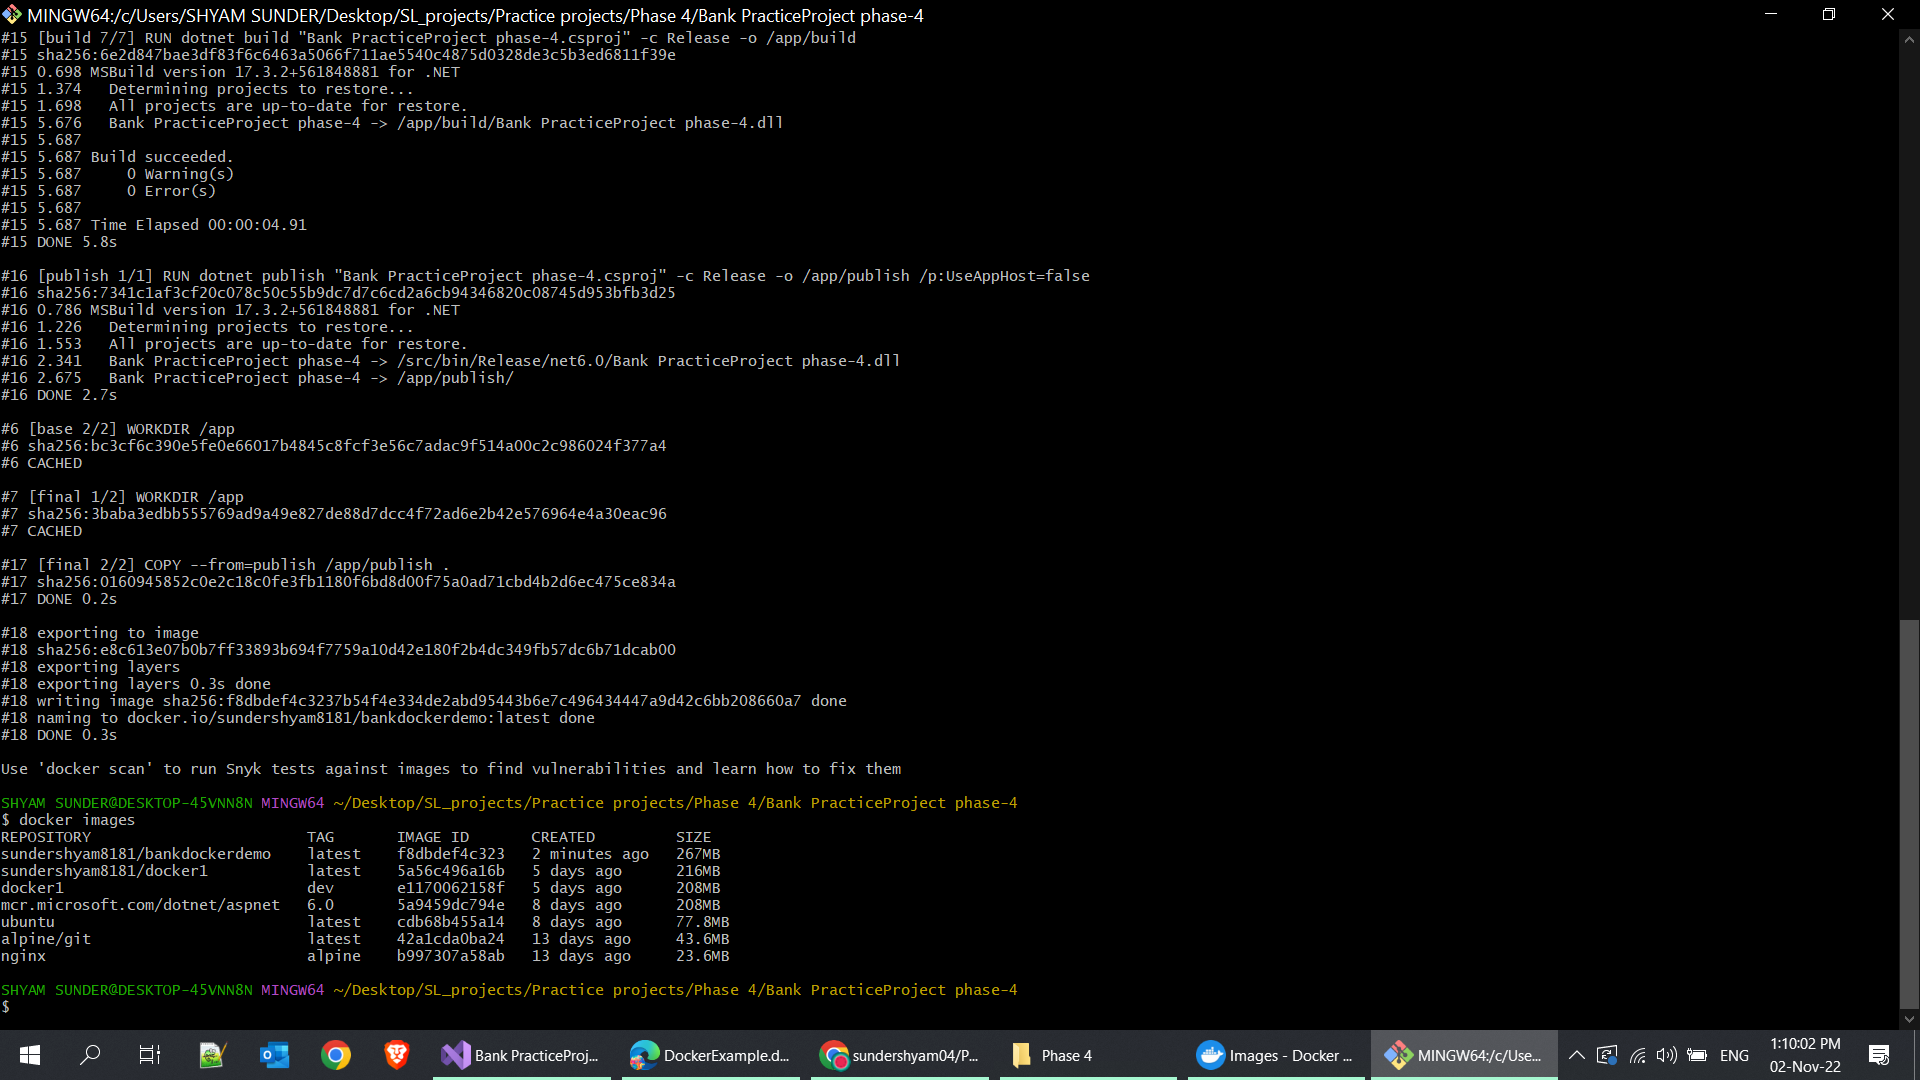 MINGW64:/c/Users/SHYAM SUNDER/Desktop/SL_projects/Practice projects/Phase 4/Bank PracticeProject phase-4
#15 [build 7/7] RUN dotnet build "Bank PracticeProject phase-4.csproj" -c Release -o /app/build
#15 sha256:6e2d847bae3df83f6c6463a5066f711ae5540c4875d0328de3c5b3ed6811f39e
#15 0.698 MSBuild version 17.3.2+561848881 for .NET
#15 1.374   Determining projects to restore...
#15 1.698   All projects are up-to-date for restore.
#15 5.676   Bank PracticeProject phase-4 -> /app/build/Bank PracticeProject phase-4.dll
#15 5.687
#15 5.687 Build succeeded.
#15 5.687     0 Warning(s)
#15 5.687     0 Error(s)
#15 5.687
#15 5.687 Time Elapsed 00:00:04.91
#15 DONE 5.8s
#16 [publish 1/1] RUN dotnet publish "Bank PracticeProject phase-4.csproj" -c Release -o /app/publish /p:UseAppHost=false
#16 sha256:7341c1af3cf20c078c50c55b9dc7d7c6cd2a6cb94346820c08745d953bfb3d25
#16 0.786 MSBuild version 17.3.2+561848881 for .NET
#16 1.226   Determining projects to restore...
#16 1.553   All projects are up-to-date for restore.
#16 2.341   Bank PracticeProject phase-4 -> /src/bin/Release/net6.0/Bank PracticeProject phase-4.dll
#16 2.675   Bank PracticeProject phase-4 -> /app/publish/
#16 DONE 2.7s
#6 [base 2/2] WORKDIR /app
#6 sha256:bc3cf6c390e5fe0e66017b4845c8fcf3e56c7adac9f514a00c2c986024f377a4
#6 CACHED
#7 [final 1/2] WORKDIR /app
#7 sha256:3baba3edbb555769ad9a49e827de88d7dcc4f72ad6e2b42e576964e4a30eac96
#7 CACHED
#17 [final 2/2] COPY --from=publish /app/publish .
#17 sha256:0160945852c0e2c18c0fe3fb1180f6bd8d00f75a0ad71cbd4b2d6ec475ce834a
#17 DONE 0.2s
#18 exporting to image
#18 sha256:e8c613e07b0b7ff33893b694f7759a10d42e180f2b4dc349fb57dc6b71dcab00
#18 exporting layers
#18 exporting layers 0.3s done
#18 writing image sha256:f8dbdef4c3237b54f4e334de2abd95443b6e7c496434447a9d42c6bb208660a7 done
#18 naming to docker.io/sundershyam8181/bankdockerdemo:latest done
#18 DONE 0.3s
Use 'docker scan' to run Snyk tests against images to find vulnerabilities and learn how to fix them
SHYAM SUNDER@DESKTOP-45VNN8N MINGW64 ~/Desktop/SL_projects/Practice projects/Phase 4/Bank PracticeProject phase-4
$ docker images
REPOSITORY                        TAG       IMAGE ID       CREATED         SIZE
sundershyam8181/bankdockerdemo    latest    f8dbdef4c323   2 minutes ago   267MB
sundershyam8181/docker1           latest    5a56c496a16b   5 days ago      216MB
docker1                           dev       e1170062158f   5 days ago      208MB
mcr.microsoft.com/dotnet/aspnet   6.0       5a9459dc794e   8 days ago      208MB
ubuntu                            latest    cdb68b455a14   8 days ago      77.8MB
alpine/git                        latest    42a1cda0ba24   13 days ago     43.6MB
nginx                             alpine    b997307a58ab   13 days ago     23.6MB
SHYAM SUNDER@DESKTOP-45VNN8N MINGW64 ~/Desktop/SL_projects/Practice projects/Phase 4/Bank PracticeProject phase-4
$
Bank PracticeProj... DockerExample.d... sundershyam04/P... Phase 4 Images - Docker ... MINGW64:/c/Use... ENG 1:10:02 PM
02-Nov-22